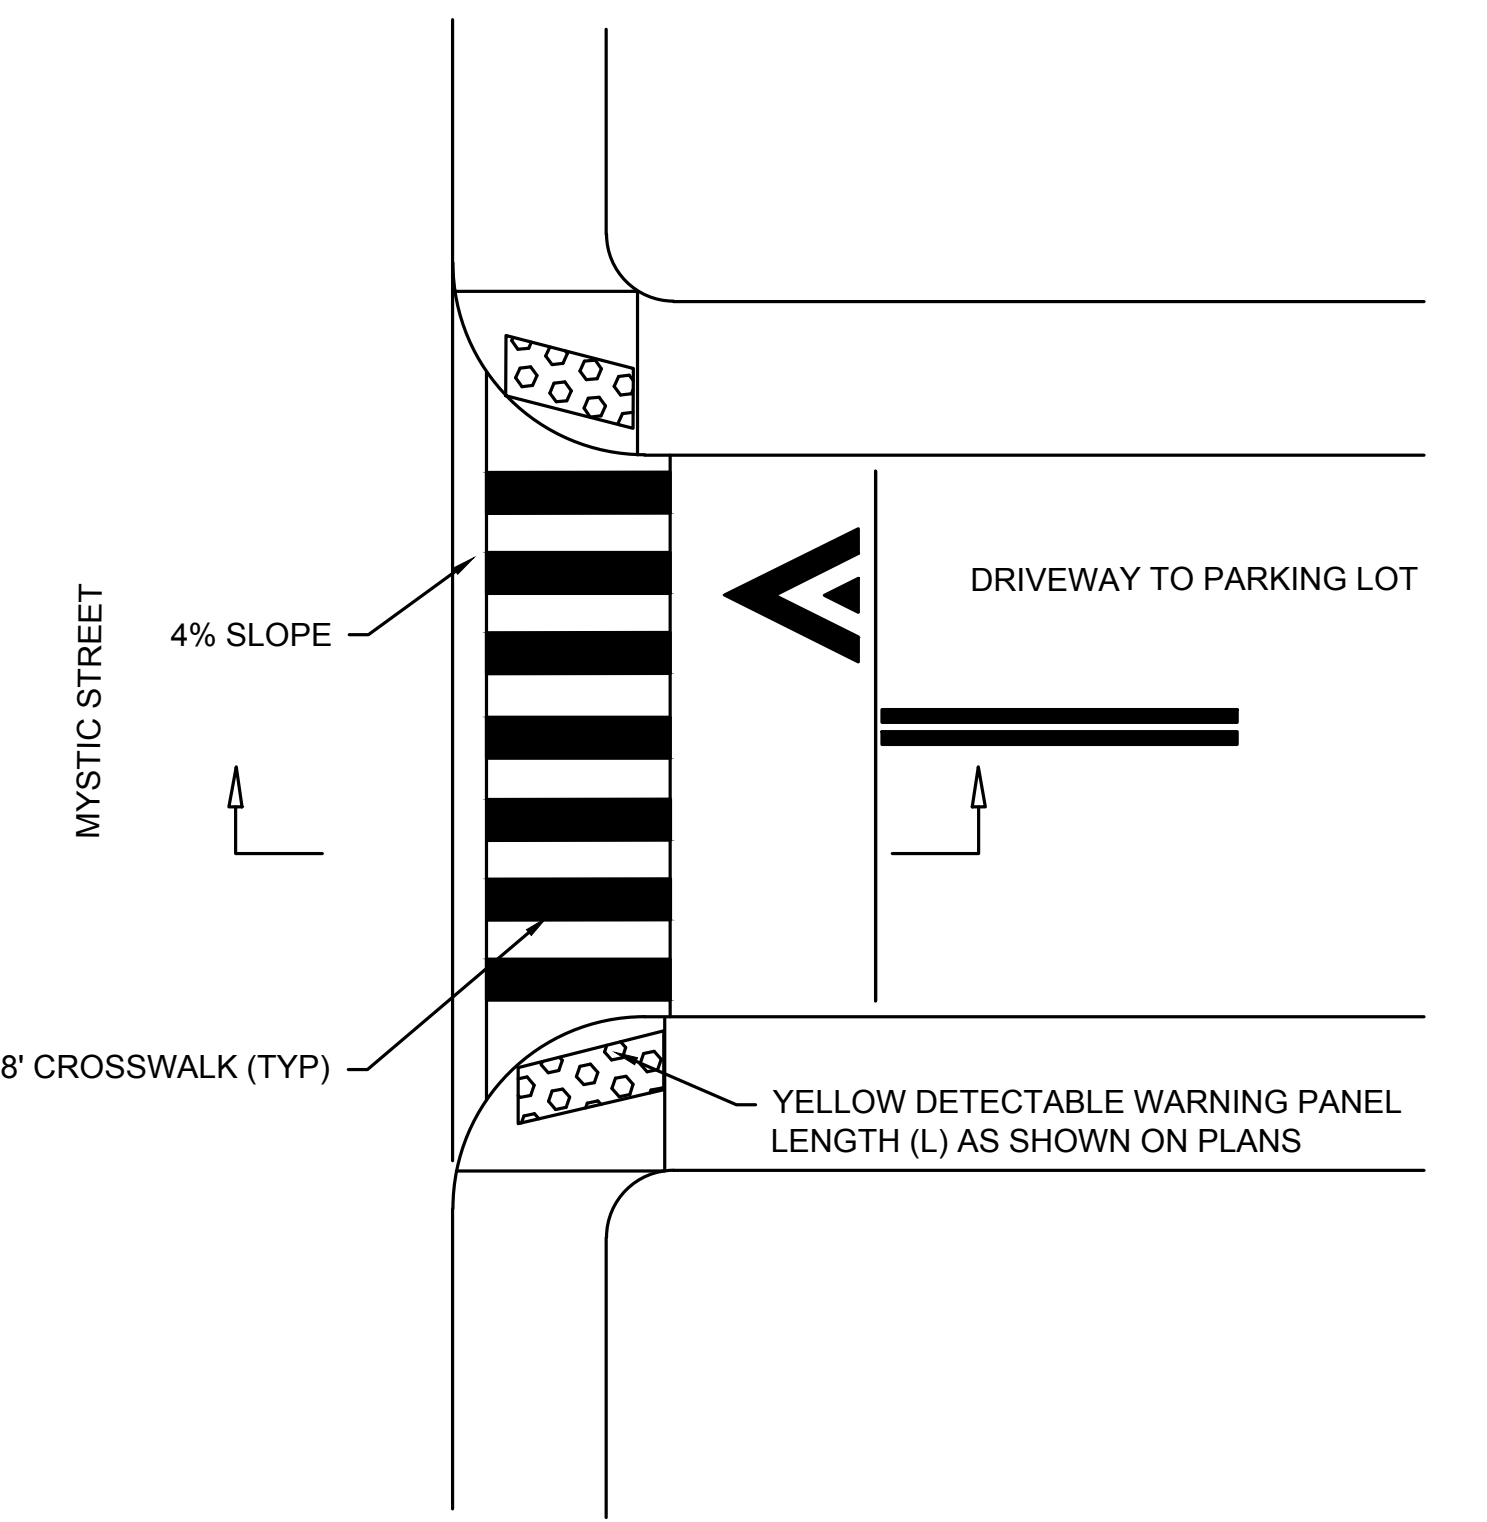 DRIVEWAY TO PARKING LOT
4% SLOPE
MYSTIC STREET
8' CROSSWALK (TYP)
YELLOW DETECTABLE WARNING PANEL
LENGTH (L) AS SHOWN ON PLANS